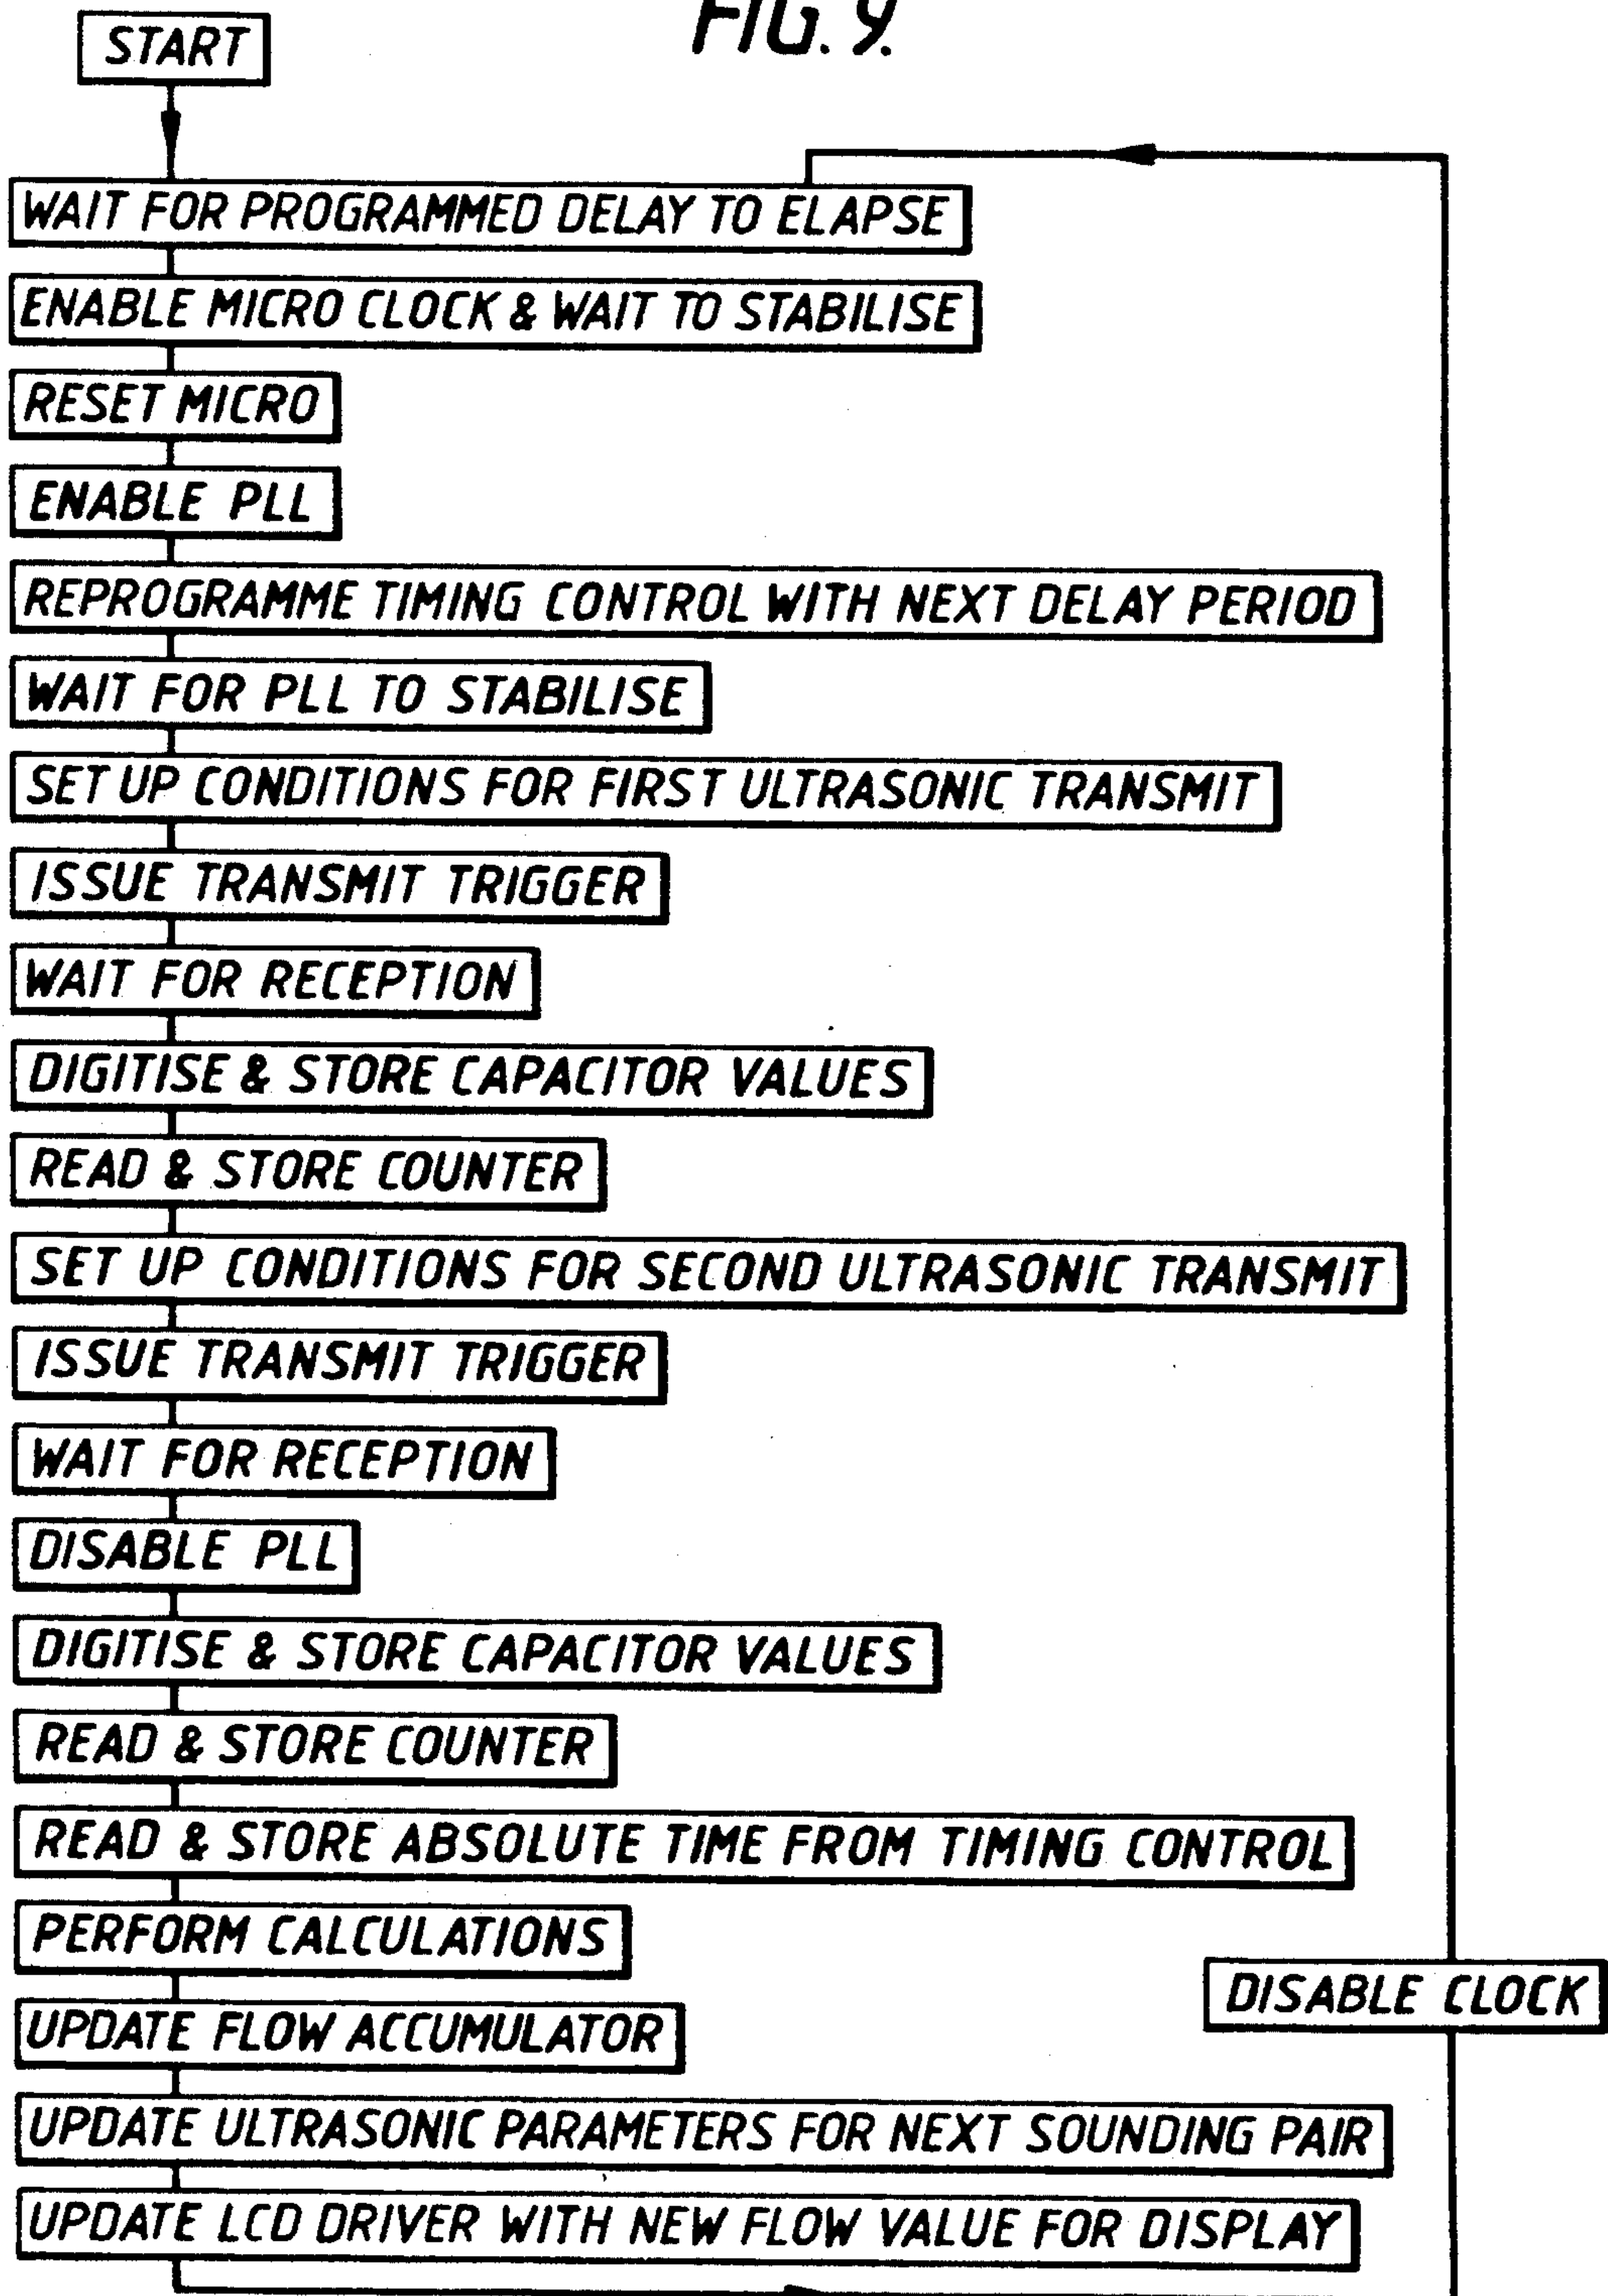 FIG. 9.
START
WAIT FOR PROGRAMMED DELAY TO ELAPSE
ENABLE MICRO CLOCK & WAIT TO STABILISE
RESET MICRO
ENABLE PLL
REPROGRAMME TIMING CONTROL WITH NEXT DELAY PERIOD
WAIT FOR PLL TO STABILISE
SET UP CONDITIONS FOR FIRST ULTRASONIC TRANSMIT
ISSUE TRANSMIT TRIGGER
WAIT FOR RECEPTION
DIGITISE & STORE CAPACITOR VALUES
READ & STORE COUNTER
SET UP CONDITIONS FOR SECOND ULTRASONIC TRANSMIT
ISSUE TRANSMIT TRIGGER
WAIT FOR RECEPTION
DISABLE PLL
DIGITISE & STORE CAPACITOR VALUES
READ & STORE COUNTER
READ & STORE ABSOLUTE TIME FROM TIMING CONTROL
PERFORM CALCULATIONS
DISABLE CLOCK
UPDATE FLOW ACCUMULATOR
UPDATE ULTRASONIC PARAMETERS FOR NEXT SOUNDING PAIR
UPDATE LCD DRIVER WITH NEW FLOW VALUE FOR DISPLAY